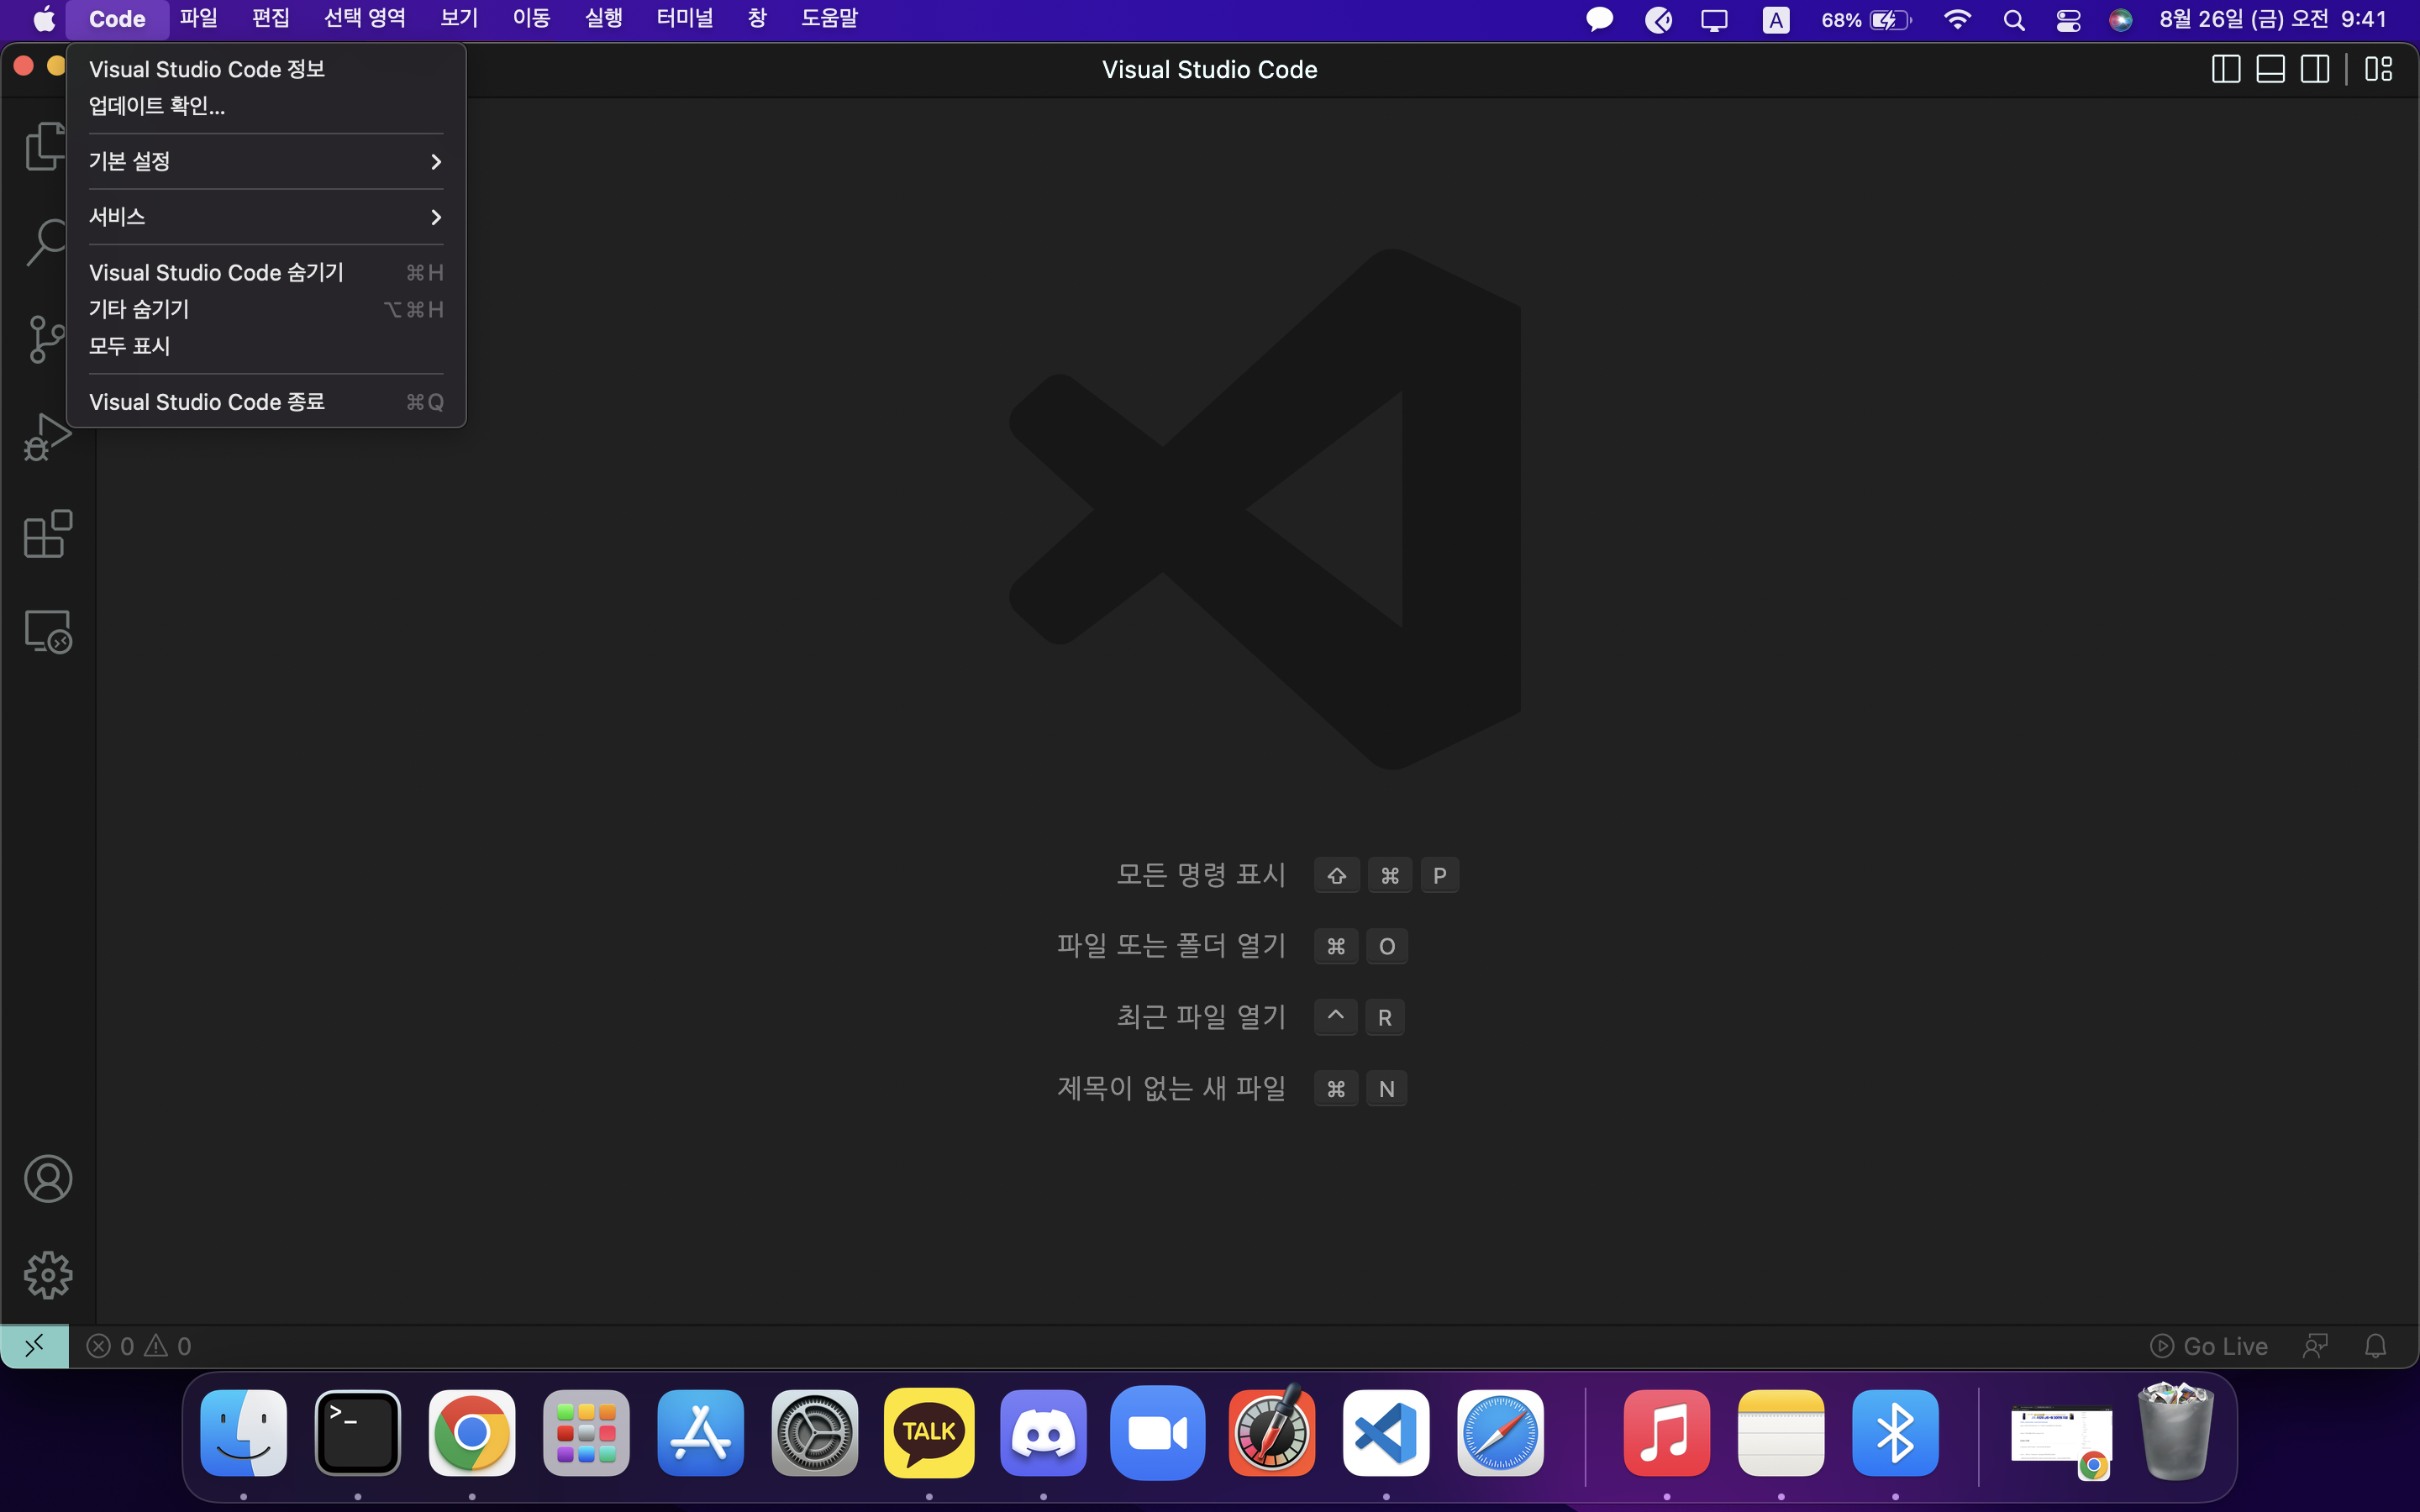 Code 파일 편집 선택 영역 보기 이동 실행 터미널 창 도움말 A 68% 8월 26일 (금) 오전 9:41
Visual Studio Code
Visual Studio Code 정보
업데이트 확인...
기본 설정
서비스
Visual Studio Code 숨기기 ⌘H
기타 숨기기 ⌥⌘H
모두 표시
Visual Studio Code 종료 ⌘Q
모든 명령 표시 ⇧ ⌘ P
파일 또는 폴더 열기 ⌘ O
최근 파일 열기 ^ R
제목이 없는 새 파일 ⌘ N
0 0 Go Live
>_ TALK